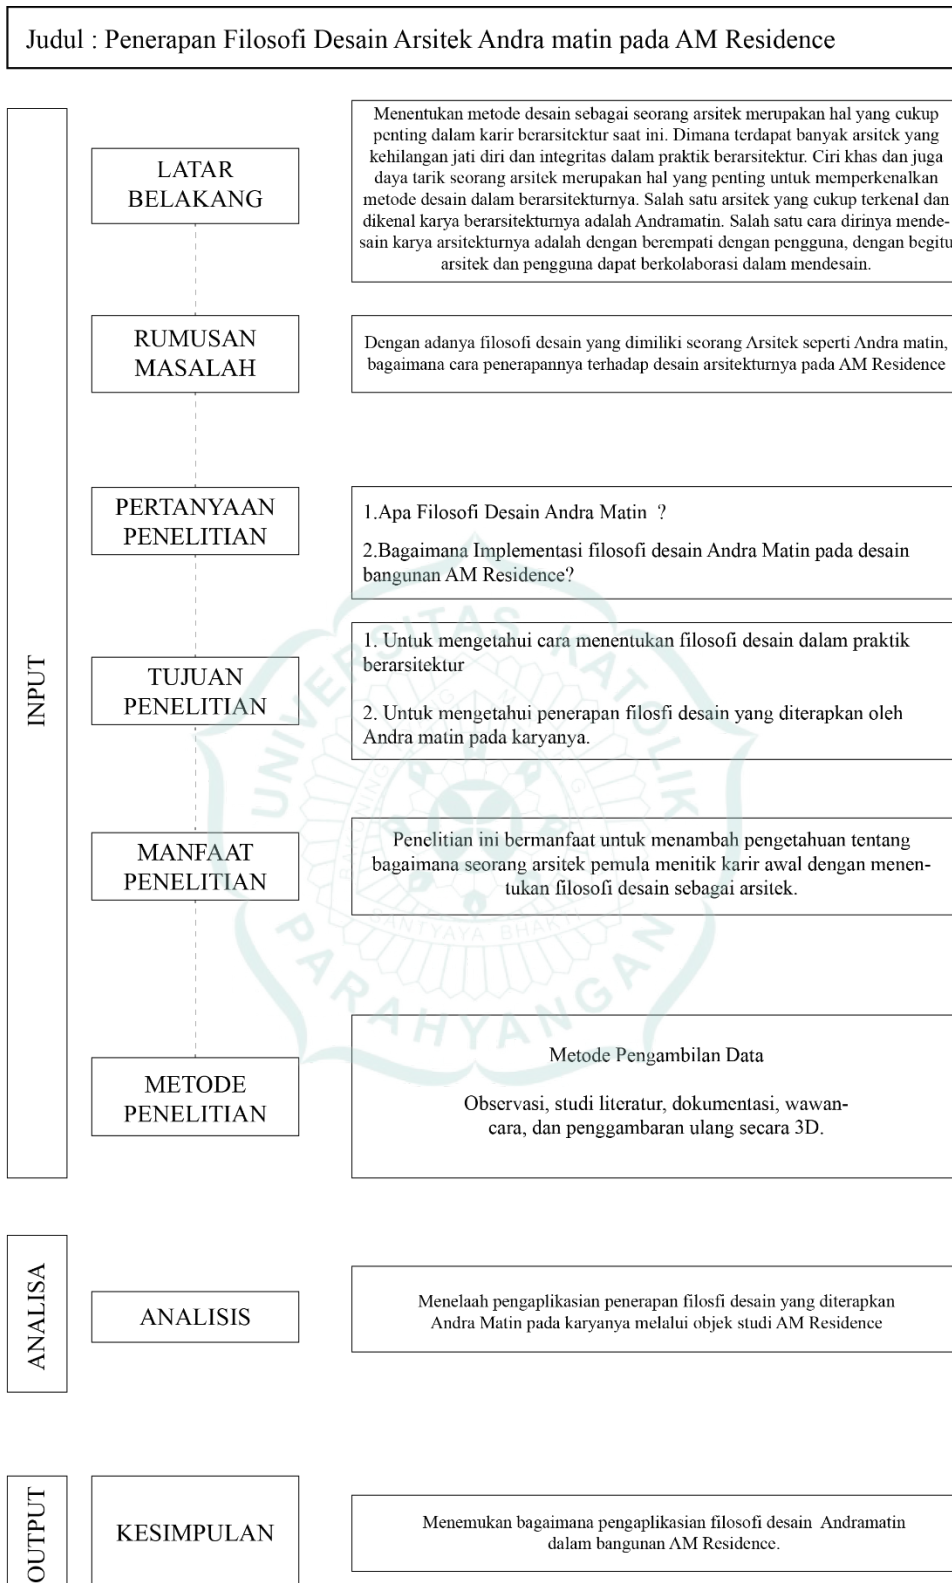 Judul : Penerapan Filosofi Desain Arsitek Andra matin pada AM Residence
INPUT
LATAR
BELAKANG
Menentukan metode desain sebagai seorang arsitek merupakan hal yang cukup
penting dalam karir berarsitektur saat ini. Dimana terdapat banyak arsitek yang
kehilangan jati diri dan integritas dalam praktik berarsitektur. Ciri khas dan juga
daya tarik seorang arsitek merupakan hal yang penting untuk memperkenalkan
metode desain dalam berarsitekturnya. Salah satu arsitek yang cukup terkenal dan
dikenal karya berarsitekturnya adalah Andramatin. Salah satu cara dirinya mende-
sain karya arsitekturnya adalah dengan berempati dengan pengguna, dengan begitu
arsitek dan pengguna dapat berkolaborasi dalam mendesain.
RUMUSAN
MASALAH
Dengan adanya filosofi desain yang dimiliki seorang Arsitek seperti Andra matin,
bagaimana cara penerapannya terhadap desain arsitekturnya pada AM Residence
PERTANYAAN
PENELITIAN
1.Apa Filosofi Desain Andra Matin ?
2.Bagaimana Implementasi filosofi desain Andra Matin pada desain
bangunan AM Residence?
TUJUAN
PENELITIAN
1. Untuk mengetahui cara menentukan filosofi desain dalam praktik
berarsitektur
2. Untuk mengetahui penerapan filosfi desain yang diterapkan oleh
Andra matin pada karyanya.
MANFAAT
PENELITIAN
Penelitian ini bermanfaat untuk menambah pengetahuan tentang
bagaimana seorang arsitek pemula menitik karir awal dengan menen-
tukan filosofi desain sebagai arsitek.
METODE
PENELITIAN
Metode Pengambilan Data
Observasi, studi literatur, dokumentasi, wawan-
cara, dan penggambaran ulang secara 3D.
ANALISA
ANALISIS
Menelaah pengaplikasian penerapan filosfi desain yang diterapkan
Andra Matin pada karyanya melalui objek studi AM Residence
OUTPUT
KESIMPULAN
Menemukan bagaimana pengaplikasian filosofi desain Andramatin
dalam bangunan AM Residence.
UNIVERSITAS KATOLIK
PARAHYANGAN
SANTYAYA BHAKTI